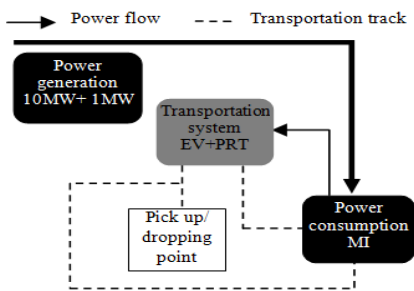 Power flow
Transportation track
Power
generation
10MW+ 1MW
Transportation
system
EV+PRT
Pick up/
dropping
point
Power
consumption
MI